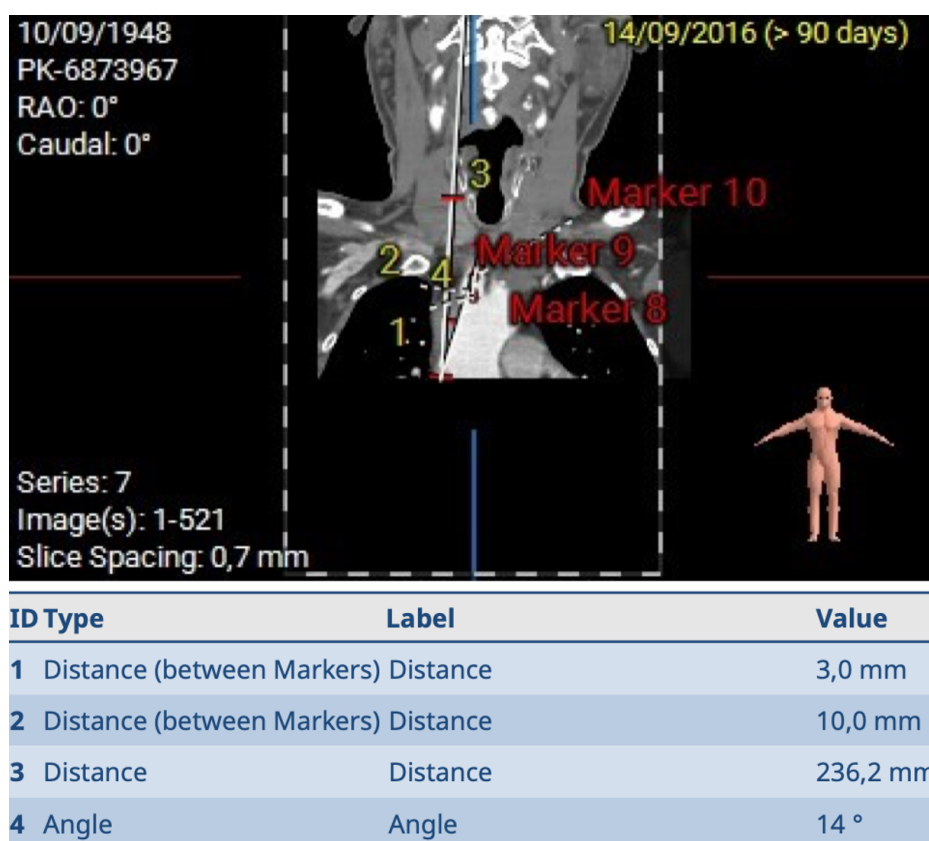 10/09/1948
PK-6873967
RAO: 0°
Caudal: 0°
14/09/2016 (> 90 days)
3
Marker 10
2
4
Marker 9
Marker 8
1
Series: 7
Image(s): 1-521
Slice Spacing: 0,7 mm
ID Type Label Value
1 Distance (between Markers) Distance 3,0 mm
2 Distance (between Markers) Distance 10,0 mm
3 Distance Distance 236,2 mm
4 Angle Angle 14 °